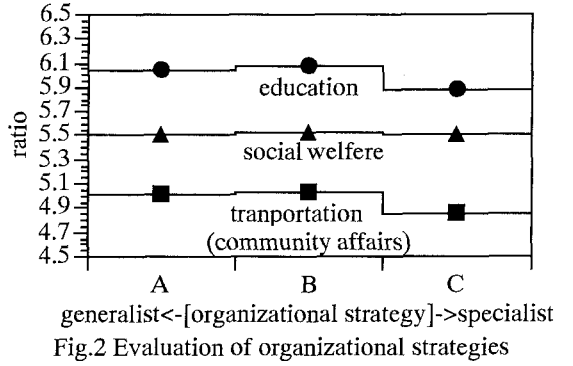 6.5
6.3
6.1
5.9
5.7
5.5
5.3
5.1
4.9
4.7
4.5
ratio
education
social welfere
tranportation
(community affairs)
A B C
generalist<-[organizational strategy]->specialist
Fig.2 Evaluation of organizational strategies